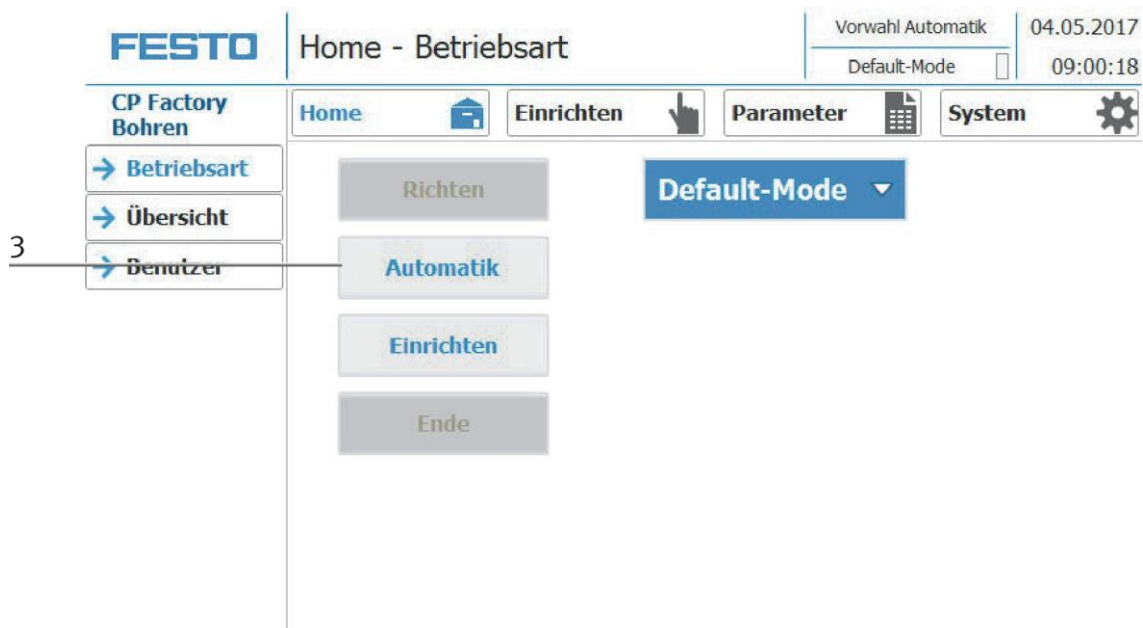 FESTO
Home - Betriebsart
Vorwahl Automatik
Default-Mode
04.05.2017
09:00:18
CP Factory
Bohren
Home
Einrichten
Parameter
System
Betriebsart
Übersicht
Benutzer
3
Richten
Automatik
Einrichten
Ende
Default-Mode